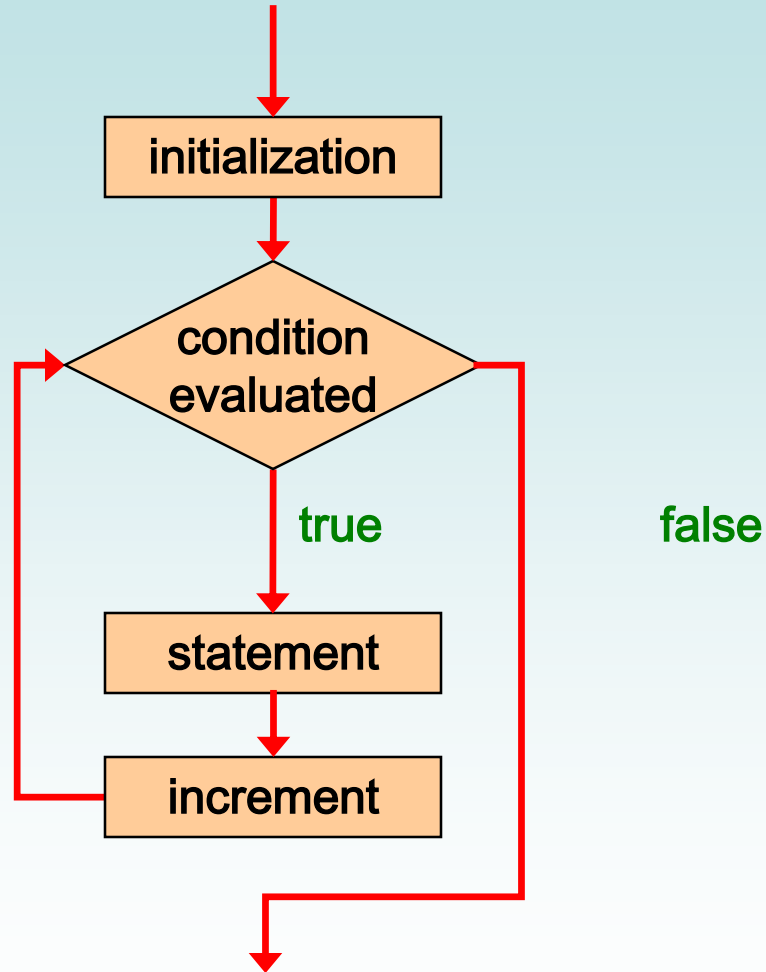 initialization
condition
evaluated
true
false
statement
increment